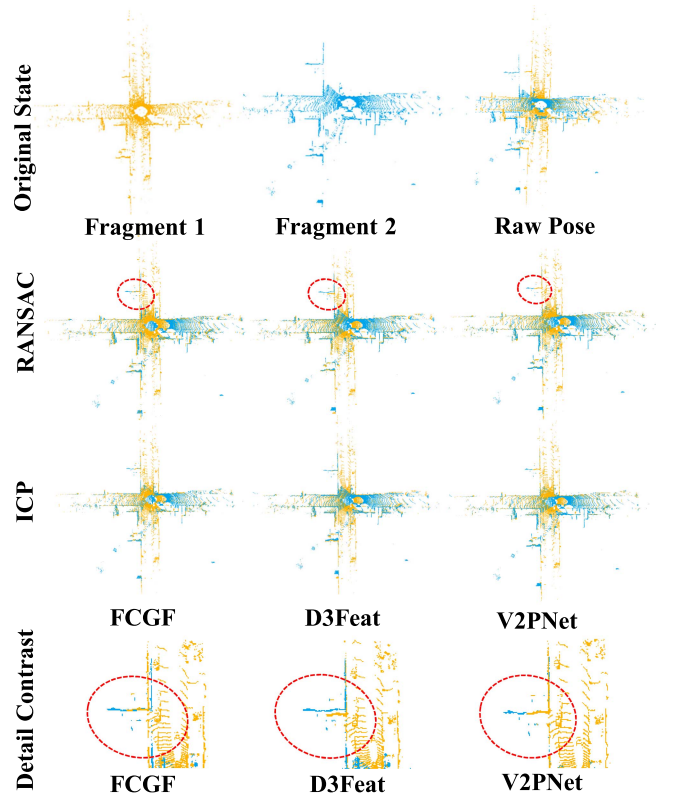 Original State
Fragment 1
Fragment 2
Raw Pose
RANSAC
ICP
FCGF
D3Feat
V2PNet
Detail Contrast
FCGF
D3Feat
V2PNet